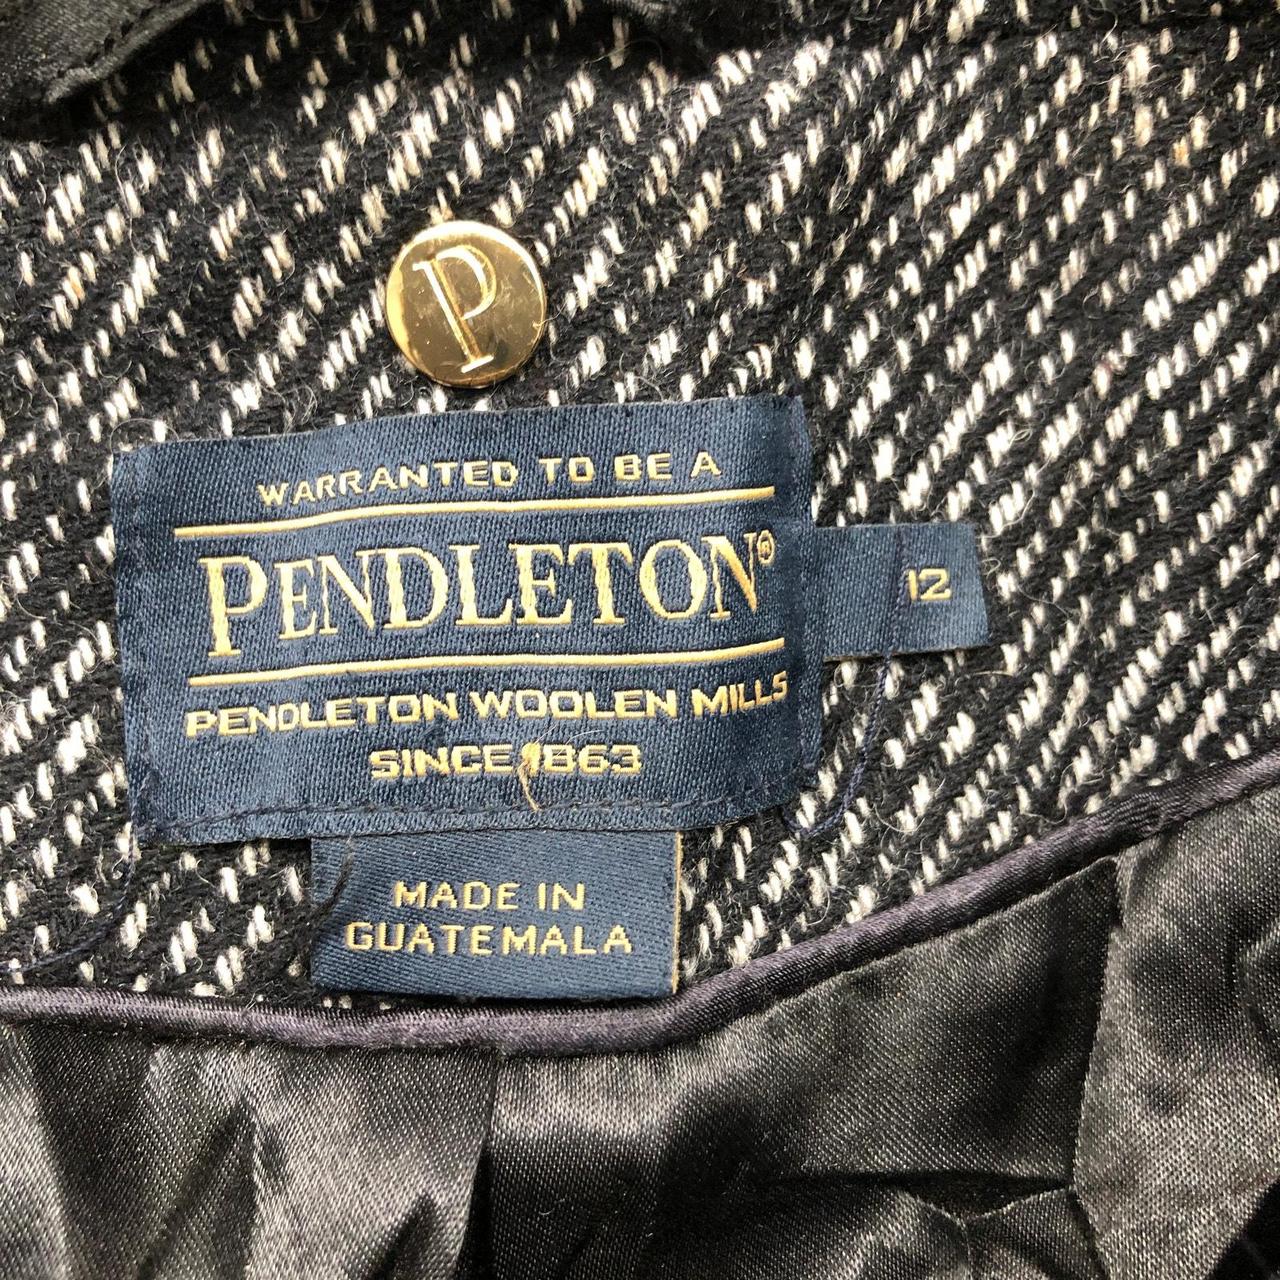 P
WARRANTED TO BE A
PENDLETON®
12
PENDLETON WOOLEN MILLS
SINCE 1863
MADE IN
GUATEMALA